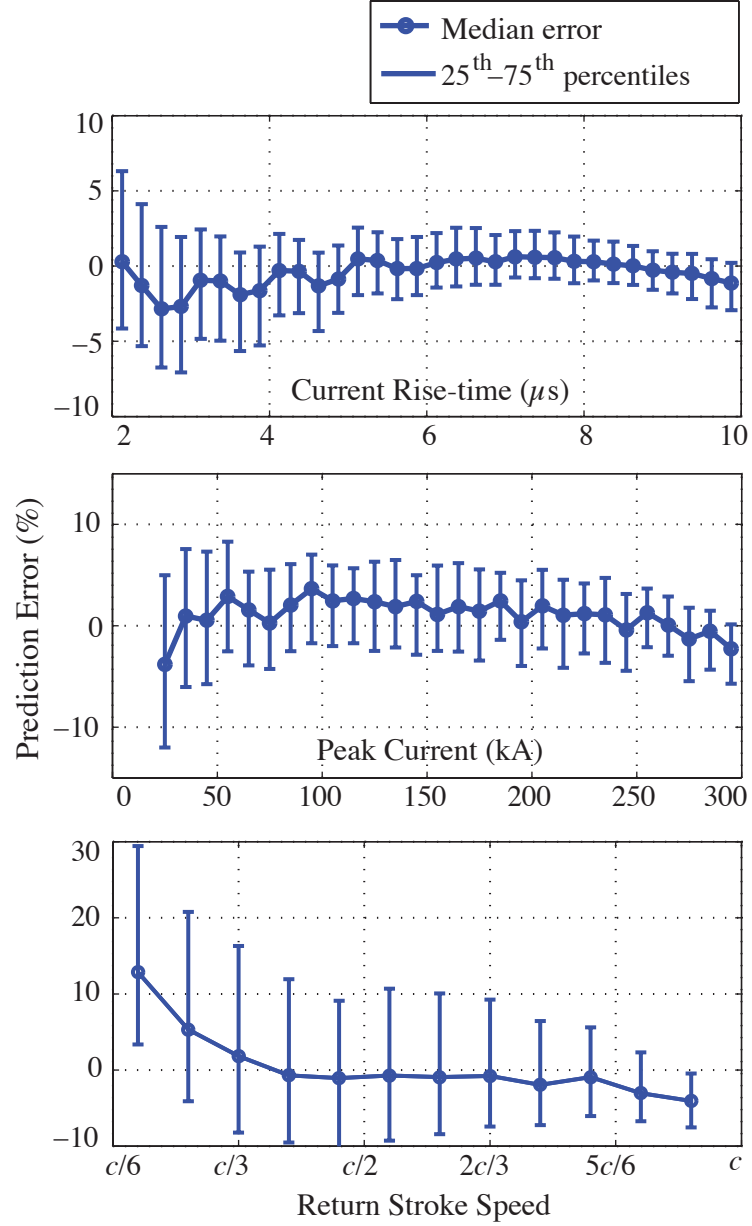 Median error
25th–75th percentiles
10
5
0
–5
–10
Current Rise-time (µs)
2 4 6 8 10
Prediction Error (%)
10
0
–10
Peak Current (kA)
0 50 100 150 200 250 300
30
20
10
0
–10
c/6 c/3 c/2 2c/3 5c/6 c
Return Stroke Speed